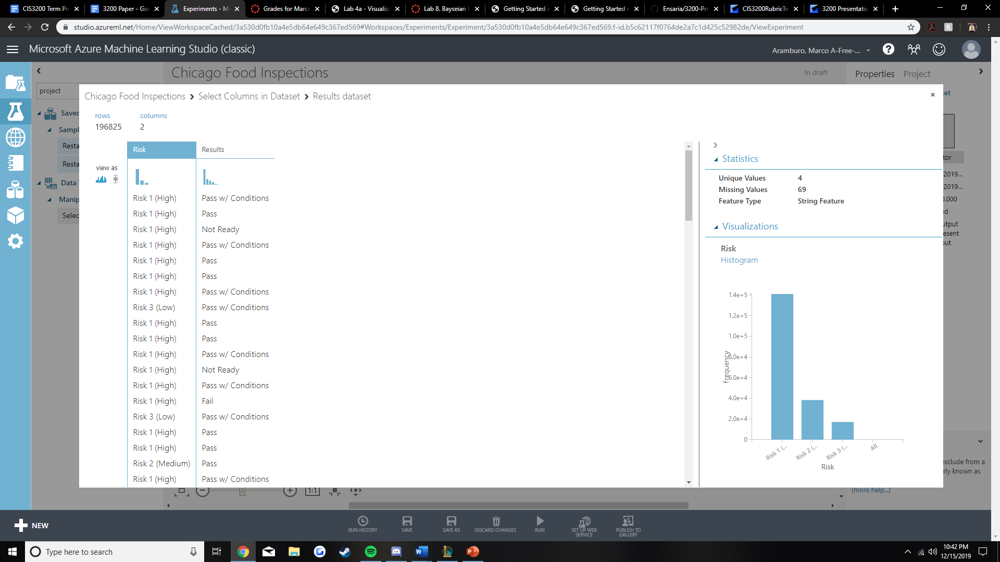 CIS3200 Term Pr
3200 Paper - Goo
Experiments - Mi
Grades for Marco
Lab 4a - Visualiza
Lab 8. Bayseian L
Getting Started w
Getting Started w
Ensaria/3200-Pro
CIS3200RubricTe
3200 Presentatio
studio.azureml.net/Home/ViewWorkspaceCached/3a530d0fb10a4e5db64e649c367ed569#Workspaces/Experiments/Experiment/3a530d0fb10a4e5db64e649c367ed569.f-id.b5c62117f0764de2a7c1d425c52982de/ViewExperiment
Microsoft Azure Machine Learning Studio (classic)
Aramburo, Marco A-Free-...
Chicago Food Inspections
In draft
Properties Project
project
Saved
Sampl
Resta
Resta
Data T
Manip
Selec
Chicago Food Inspections › Select Columns in Dataset › Results dataset
rows columns
196825 2
view as
Risk Results
Risk 1 (High) Pass w/ Conditions
Risk 1 (High) Pass
Risk 1 (High) Not Ready
Risk 1 (High) Pass w/ Conditions
Risk 1 (High) Pass
Risk 1 (High) Pass
Risk 1 (High) Pass w/ Conditions
Risk 3 (Low) Pass w/ Conditions
Risk 1 (High) Pass
Risk 1 (High) Pass
Risk 1 (High) Pass w/ Conditions
Risk 1 (High) Not Ready
Risk 1 (High) Pass w/ Conditions
Risk 1 (High) Fail
Risk 3 (Low) Pass w/ Conditions
Risk 1 (High) Pass
Risk 1 (High) Pass
Risk 2 (Medium) Pass
Risk 1 (High) Pass w/ Conditions
Statistics
Unique Values 4
Missing Values 69
Feature Type String Feature
Visualizations
Risk
Histogram
frequency
1.4e+5
1.2e+5
1.0e+5
8.0e+4
6.0e+4
4.0e+4
2.0e+4
0
Risk 1 (...
Risk 2 (...
Risk 3 (...
All
Risk
et
tor
2019...
2019...
0.000
ed
utput
esent
out
exclude from a
rly known as
(more help...)
1:1
NEW
RUN HISTORY
SAVE
SAVE AS
DISCARD CHANGES
RUN
SET UP WEB
SERVICE
PUBLISH TO
GALLERY
Type here to search
10:42 PM
12/15/2019